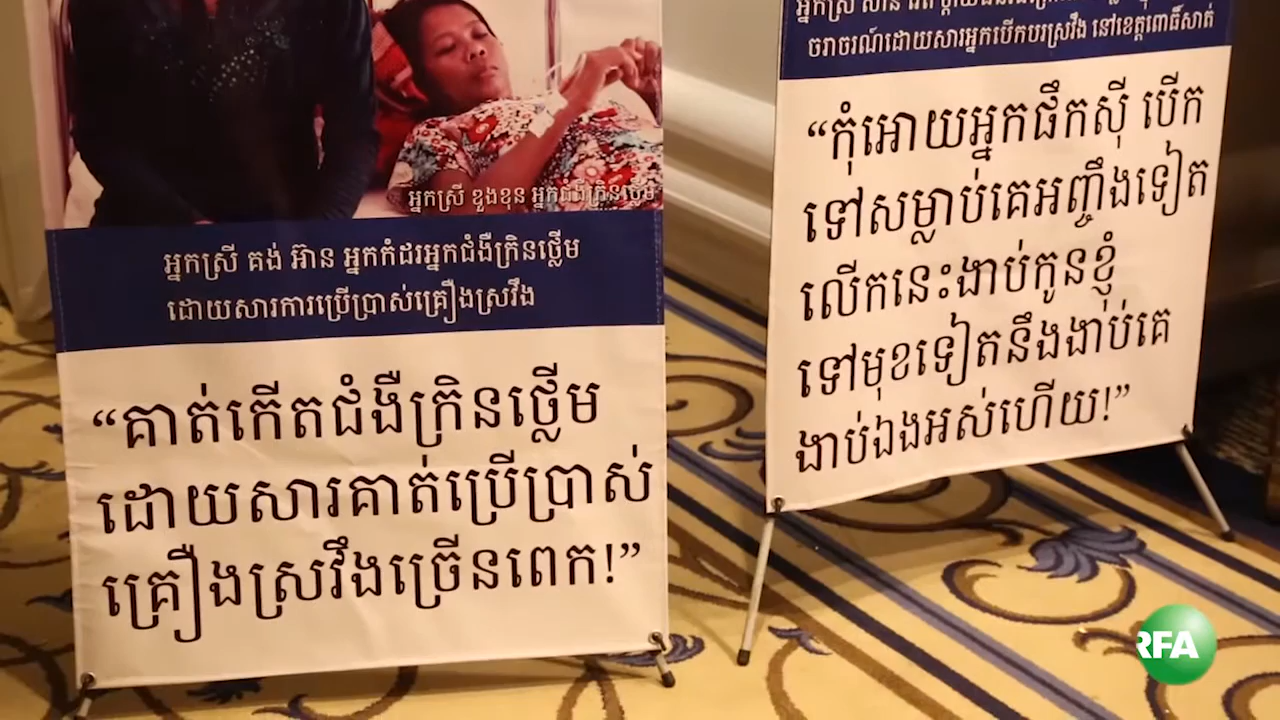 អ្នកស្រី ខួងខុន អ្នកជំងឺក្រិនថ្លើម
អ្នកស្រី គង់ អ៊ាន អ្នកកំដរអ្នកជំងឺក្រិនថ្លើម
ដោយសារការប្រើប្រាស់គ្រឿងស្រវឹង
“គាត់កើតជំងឺក្រិនថ្លើម
ដោយសារគាត់ប្រើប្រាស់
គ្រឿងស្រវឹងច្រើនពេក!”
ចរាចរណ៍ដោយសារអ្នកបើកបរស្រវឹង នៅខេត្តពោធិ៍សាត់
“កុំអោយអ្នកផឹកស៊ី បើក
ទៅសម្លាប់គេអញ្ចឹងទៀត
លើកនេះងាប់កូនខ្ញុំ
ទៅមុខទៀតនឹងងាប់គេ
ងាប់ឯងអស់ហើយ!”
RFA